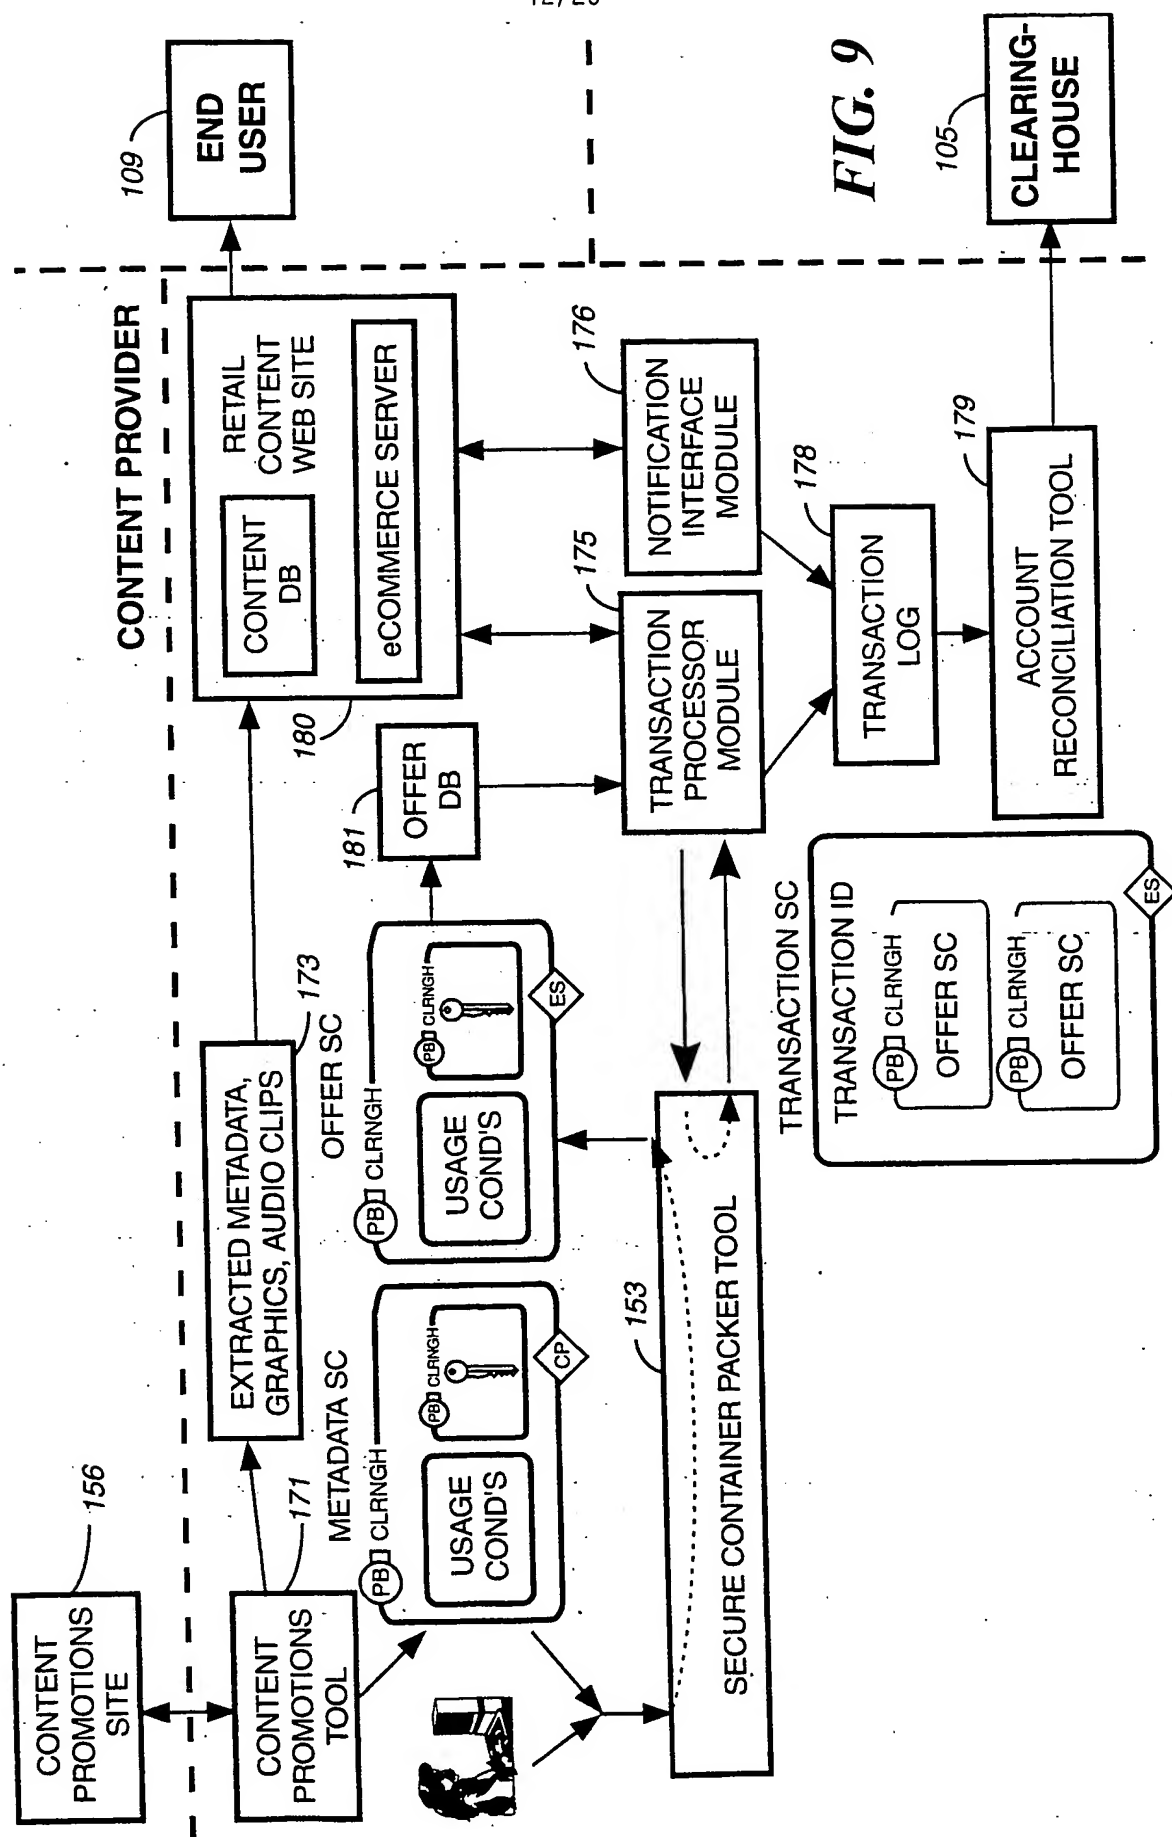 12/20
CONTENT PROVIDER
156
CONTENT
PROMOTIONS
SITE
171
CONTENT
PROMOTIONS
TOOL
173
EXTRACTED METADATA,
GRAPHICS, AUDIO CLIPS
180
RETAIL
CONTENT
WEB SITE
CONTENT
DB
eCOMMERCE SERVER
109
END
USER
METADATA SC
PB CLRNGH
USAGE
COND'S
PB CLRNGH
CP
OFFER SC
PB CLRNGH
USAGE
COND'S
PB CLRNGH
ES
181
OFFER
DB
153
SECURE CONTAINER PACKER TOOL
175
TRANSACTION
PROCESSOR
MODULE
176
NOTIFICATION
INTERFACE
MODULE
178
TRANSACTION
LOG
179
ACCOUNT
RECONCILIATION TOOL
105
CLEARING-
HOUSE
TRANSACTION SC
TRANSACTION ID
PB CLRNGH
OFFER SC
PB CLRNGH
OFFER SC
ES
FIG. 9